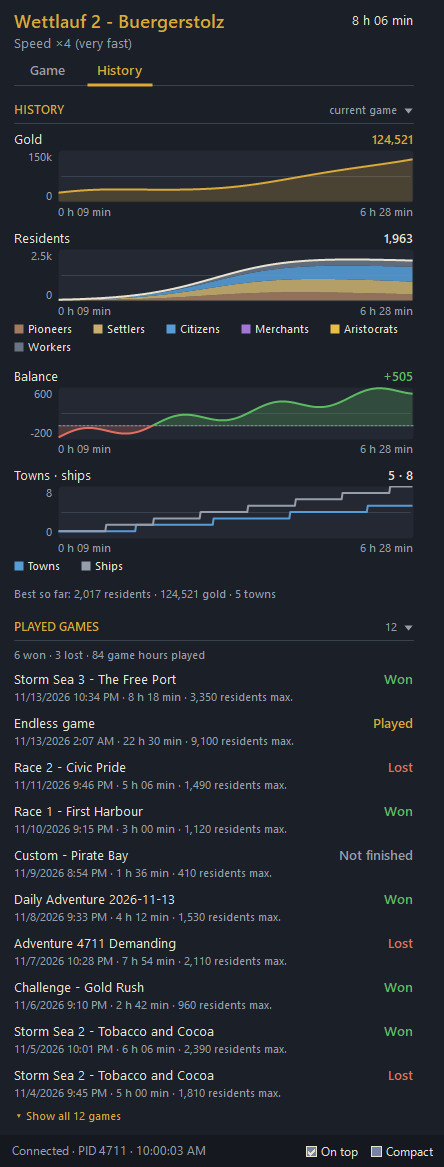 Wettlauf 2 - Buergerstolz 8 h 06 min
Speed ×4 (very fast)
Game History
HISTORY current game
Gold 124,521
150k
0
0 h 09 min 6 h 28 min
Residents 1,963
2.5k
0
0 h 09 min 6 h 28 min
Pioneers Settlers Citizens Merchants Aristocrats
Workers
Balance +505
600
-200
0 h 09 min 6 h 28 min
Towns · ships 5 · 8
8
0
0 h 09 min 6 h 28 min
Towns Ships
Best so far: 2,017 residents · 124,521 gold · 5 towns
PLAYED GAMES 12
6 won · 3 lost · 84 game hours played
Storm Sea 3 - The Free Port Won
11/13/2026 10:34 PM · 8 h 18 min · 3,350 residents max.
Endless game Played
11/13/2026 2:07 AM · 22 h 30 min · 9,100 residents max.
Race 2 - Civic Pride Lost
11/11/2026 9:46 PM · 5 h 06 min · 1,490 residents max.
Race 1 - First Harbour Won
11/10/2026 9:15 PM · 3 h 00 min · 1,120 residents max.
Custom - Pirate Bay Not finished
11/9/2026 8:54 PM · 1 h 36 min · 410 residents max.
Daily Adventure 2026-11-13 Won
11/8/2026 9:33 PM · 4 h 12 min · 1,530 residents max.
Adventure 4711 Demanding Lost
11/7/2026 10:28 PM · 7 h 54 min · 2,110 residents max.
Challenge - Gold Rush Won
11/6/2026 9:10 PM · 2 h 42 min · 960 residents max.
Storm Sea 2 - Tobacco and Cocoa Won
11/5/2026 10:01 PM · 6 h 06 min · 2,390 residents max.
Storm Sea 2 - Tobacco and Cocoa Lost
11/4/2026 9:45 PM · 5 h 00 min · 1,810 residents max.
Show all 12 games
Connected · PID 4711 · 10:00:03 AM On top Compact